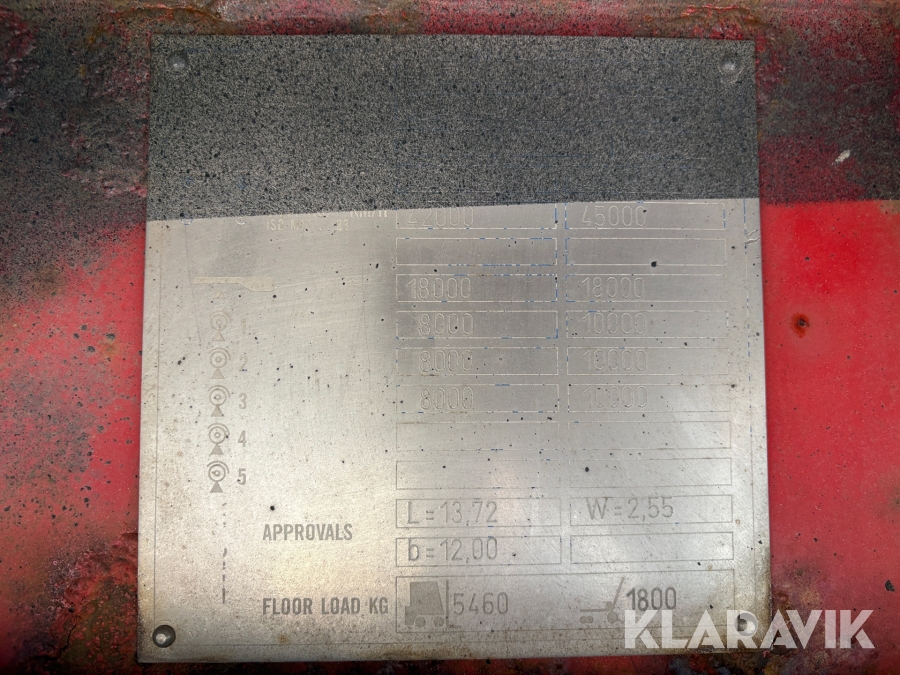 42000 45000
18000 18000
1 8000 10000
2 8000 10000
3 8000 10000
4
5
L = 13,72 W = 2,55
APPROVALS
b = 12,00
FLOOR LOAD KG 5460 1800
KLARAVIK